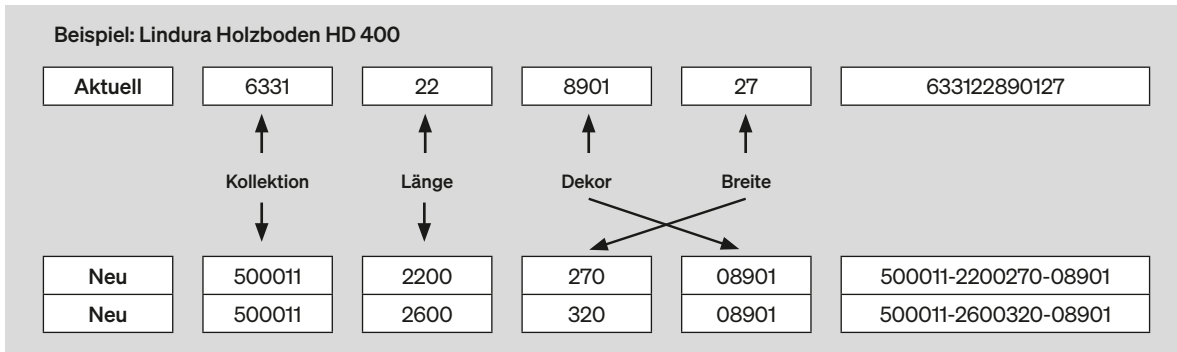 Beispiel: Lindura Holzboden HD 400
Aktuell 6331 22 8901 27 633122890127
Kollektion Länge Dekor Breite
Neu 500011 2200 270 08901 500011-2200270-08901
Neu 500011 2600 320 08901 500011-2600320-08901